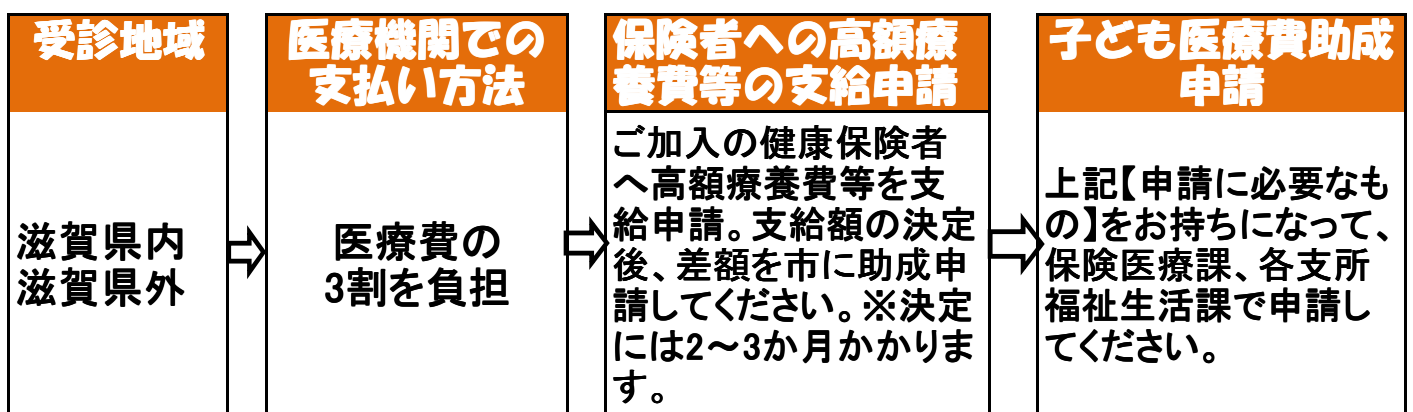 受診地域
滋賀県内
滋賀県外
医療機関での
支払い方法
医療費の
3割を負担
保険者への高額療
養費等の支給申請
ご加入の健康保険者
へ高額療養費等を支
給申請。支給額の決定
後、差額を市に助成申
請してください。※決定
には2～3か月かかりま
す。
子ども医療費助成
申請
上記【申請に必要なも
の】をお持ちになって、
保険医療課、各支所
福祉生活課で申請し
てください。